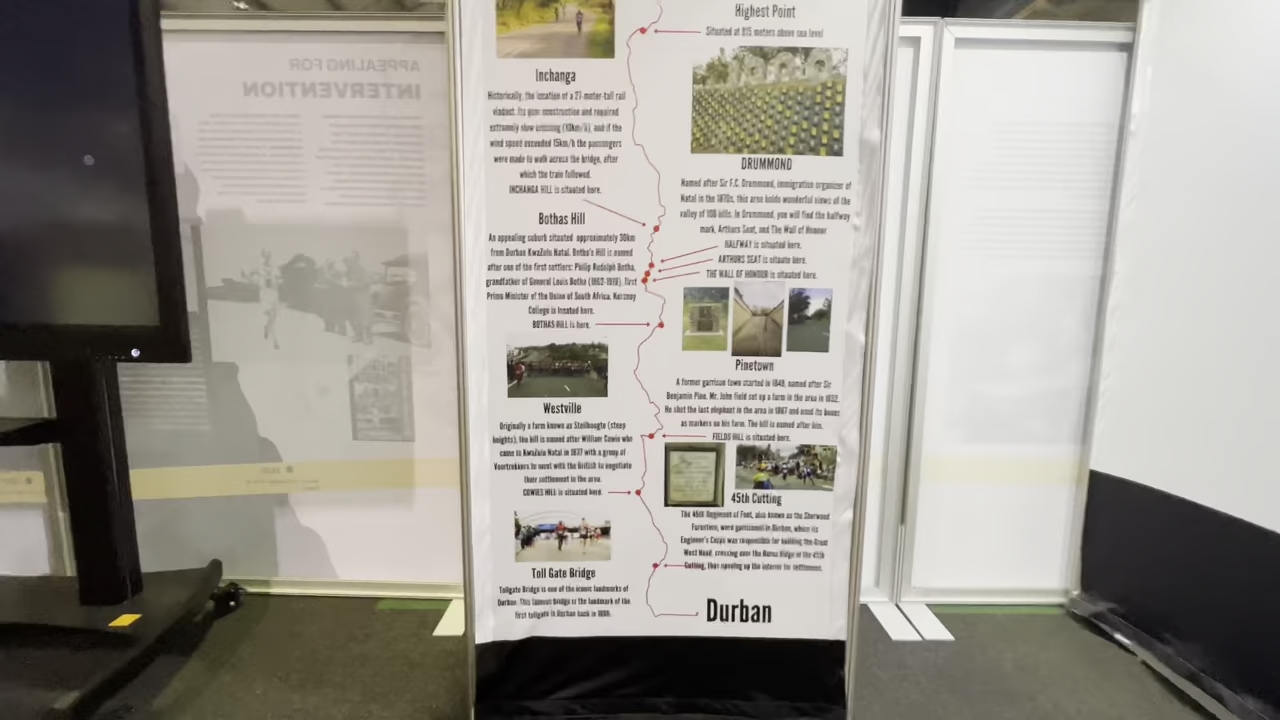 APPEALING FOR
INTERVENTION
Inchanga
Historically, the location of a 27-meter-tall rail
viaduct. Its poor construction and required
extremely slow crossing (10km/h), and if the
wind speed exceeded 15km/h the passengers
were made to walk across the bridge, after
which the train followed.
INCHANGA HILL is situated here.
Bothas Hill
An appealing suburb situated approximately 30km
from Durban KwaZulu Natal. Botha's Hill is named
after one of the first settlers: Philip Rudolph Botha,
grandfather of General Louis Botha (1862-1919), first
Prime Minister of the Union of South Africa. Kearsney
College is located here.
BOTHAS HILL is here.
Westville
Originally a farm known as Steilhoogte (steep
heights), the hill is named after William Cowie who
came to KwaZulu Natal in 1837 with a group of
Voortrekkers to meet with the British to negotiate
their settlement in the area.
COWIES HILL is situated here.
Toll Gate Bridge
Tollgate Bridge is one of the iconic landmarks of
Durban. This famous bridge is the landmark of the
first tollgate in Durban back in
Highest Point
Situated at 815 meters above sea level
DRUMMOND
Named after Sir F.C. Drummond, immigration organizer of
Natal in the 1870s, this area holds wonderful views of the
valley of 100 hills. In Drummond, you will find the halfway
mark, Arthurs Seat, and The Wall of Honour
HALFWAY is situated here.
ARTHURS SEAT is situate here.
THE WALL OF HONOUR is situated here.
Pinetown
A former garrison town started in 1849, named after Sir
Benjamin Pine. Mr. John field set up a farm in the area in 1852.
He shot the last elephant in the area in 1867 and used its bones
as markers on his farm. The hill is named after him.
FIELDS HILL is situated here.
45th Cutting
The 45th Regiment of Foot, also known as the Sherwood
Foresters, were garrisoned in Durban, where its
Engineer's Corps was responsible for building the Great
West Road, crossing over the Berea Ridge at the 45th
Cutting, thus opening up the interior for settlement.
Durban